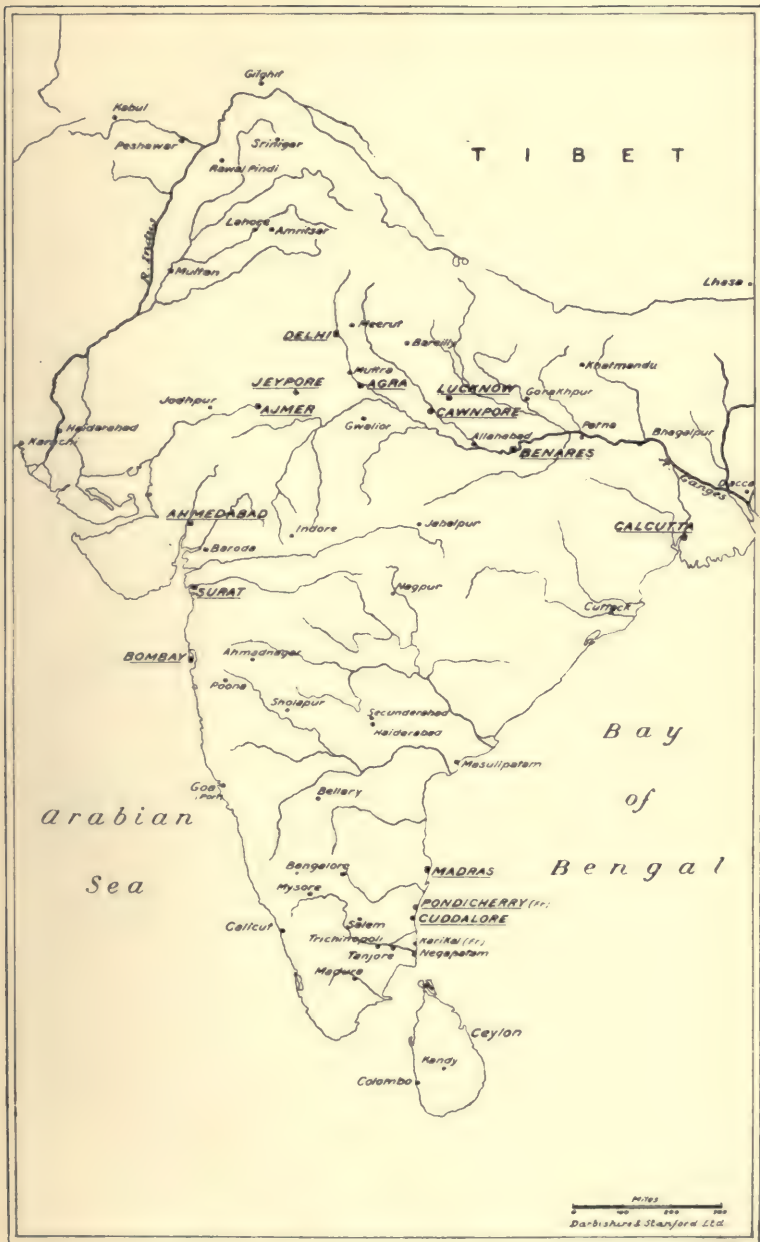 Gilghit
Kabul
Peshawar
Srinigar
Rawal Pindi
TIBET
R. Indus
Lahore
Amritsar
Multan
Lhasa
DELHI
Meerut
Bareilly
Khatmandu
Muttra
JEYPORE
AGRA
LUCKNOW
Gorakhpur
Jodhpur
AJMER
CAWNPORE
Haidarabad
Karachi
Gwalior
Allahabad
Patna
Bhagalpur
BENARES
Ganges
Dacca
AHMEDABAD
Indore
Jabalpur
CALCUTTA
Baroda
SURAT
Nagpur
Cuttack
BOMBAY
Ahmadnagar
Poona
Sholapur
Secunderabad
Haidarabad
Bay
of
Bengal
Masulipatam
Goa
Port.
Bellary
Arabian
Sea
Bangalore
MADRAS
Mysore
PONDICHERRY (Fr)
CUDDALORE
Salem
Calicut
Trichinopoli
Karikal (Fr)
Tanjore
Negapatam
Madura
Ceylon
Kandy
Colombo
Miles
0 100 200 300
Darbishire & Stanford Ltd.